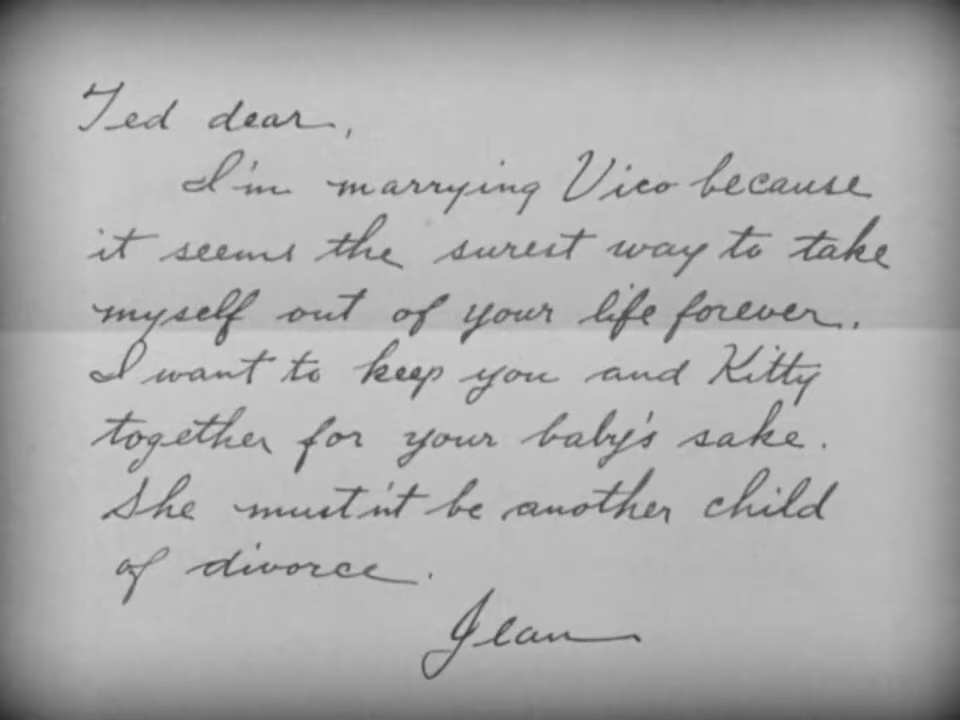 Ted dear,
I'm marrying Vico because
it seems the surest way to take
myself out of your life forever.
I want to keep you and Kitty
together for your baby's sake.
She must'nt be another child
of divorce.
Jean